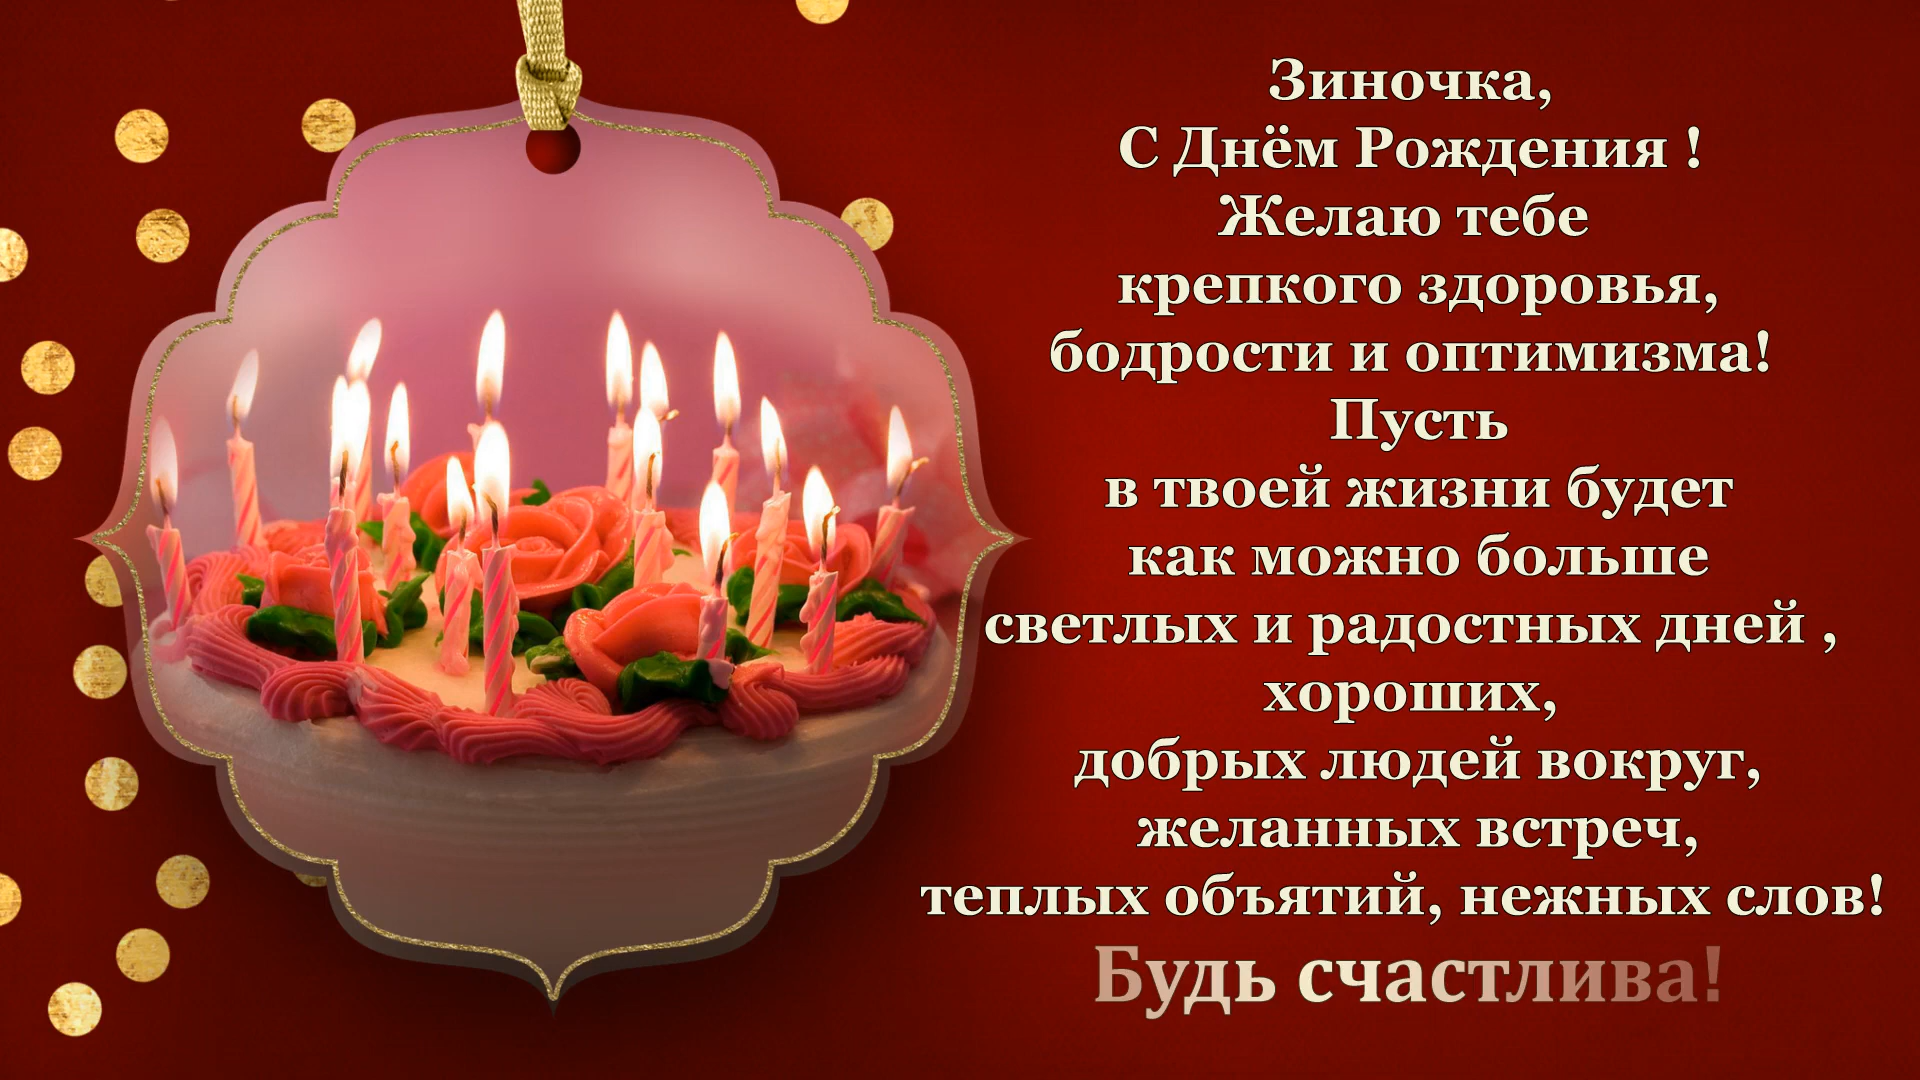 Зиночка,
С Днём Рождения !
Желаю тебе
крепкого здоровья,
бодрости и оптимизма!
Пусть
в твоей жизни будет
как можно больше
светлых и радостных дней ,
хороших,
добрых людей вокруг,
желанных встреч,
теплых объятий, нежных слов!
Будь счастлива!